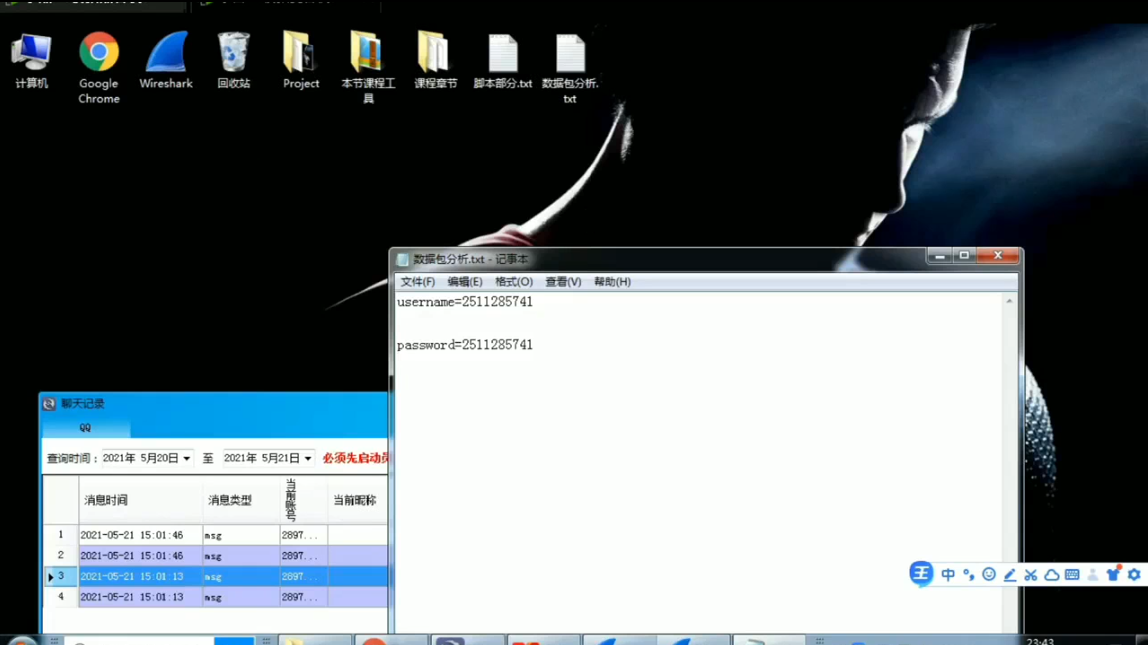 计算机
Google
Chrome
Wireshark
回收站
Project
本节课程工
具
课程章节
脚本部分.txt
数据包分析.
txt
数据包分析.txt - 记事本
文件(F) 编辑(E) 格式(O) 查看(V) 帮助(H)
username=2511285741
password=2511285741
聊天记录
QQ
查询时间: 2021年 5月20日 至 2021年 5月21日 必须先启动
消息时间 消息类型 当前账号 当前昵称
1 2021-05-21 15:01:46 msg 2897...
2 2021-05-21 15:01:46 msg 2897...
3 2021-05-21 15:01:13 msg 2897...
4 2021-05-21 15:01:13 msg 2897...
王 中
23:43